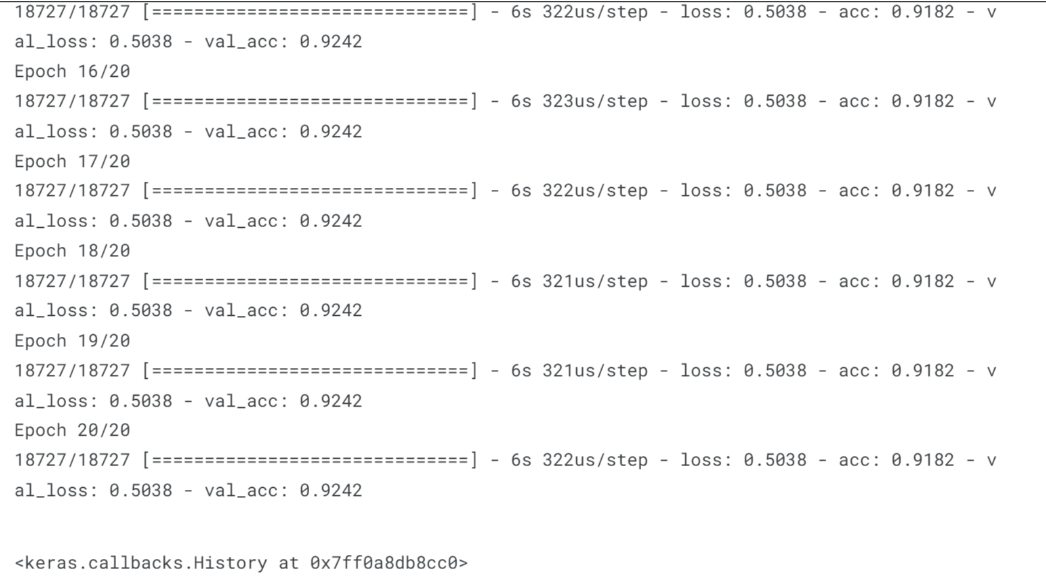 18727/18727 [==============================] - 6s 322us/step - loss: 0.5038 - acc: 0.9182 - v
al_loss: 0.5038 - val_acc: 0.9242
Epoch 16/20
18727/18727 [==============================] - 6s 323us/step - loss: 0.5038 - acc: 0.9182 - v
al_loss: 0.5038 - val_acc: 0.9242
Epoch 17/20
18727/18727 [==============================] - 6s 322us/step - loss: 0.5038 - acc: 0.9182 - v
al_loss: 0.5038 - val_acc: 0.9242
Epoch 18/20
18727/18727 [==============================] - 6s 321us/step - loss: 0.5038 - acc: 0.9182 - v
al_loss: 0.5038 - val_acc: 0.9242
Epoch 19/20
18727/18727 [==============================] - 6s 321us/step - loss: 0.5038 - acc: 0.9182 - v
al_loss: 0.5038 - val_acc: 0.9242
Epoch 20/20
18727/18727 [==============================] - 6s 322us/step - loss: 0.5038 - acc: 0.9182 - v
al_loss: 0.5038 - val_acc: 0.9242
<keras.callbacks.History at 0x7ff0a8db8cc0>